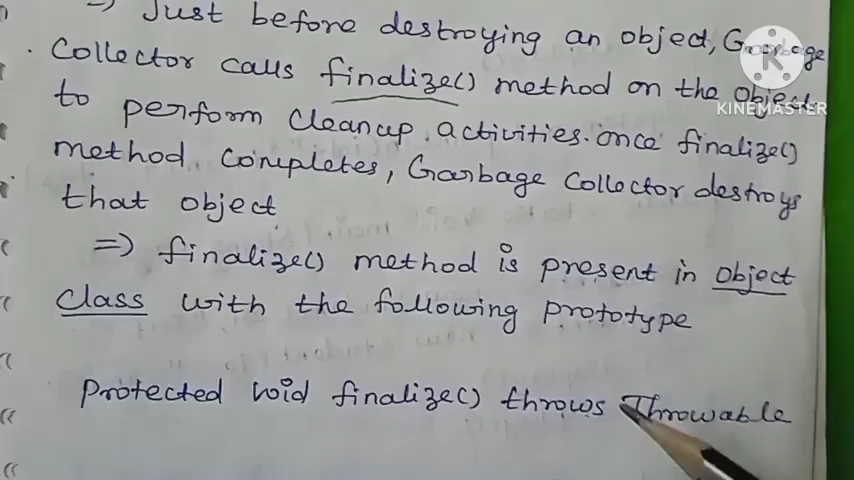 =) Just before destroying an object, Garbage
Collector calls finalize() method on the object
to perform cleanup activities. once finalize()
method completes, Garbage Collector destroys
that object
=) finalize() method is present in object
class with the following prototype
Protected void finalize() throws Throwable
KINEMASTER